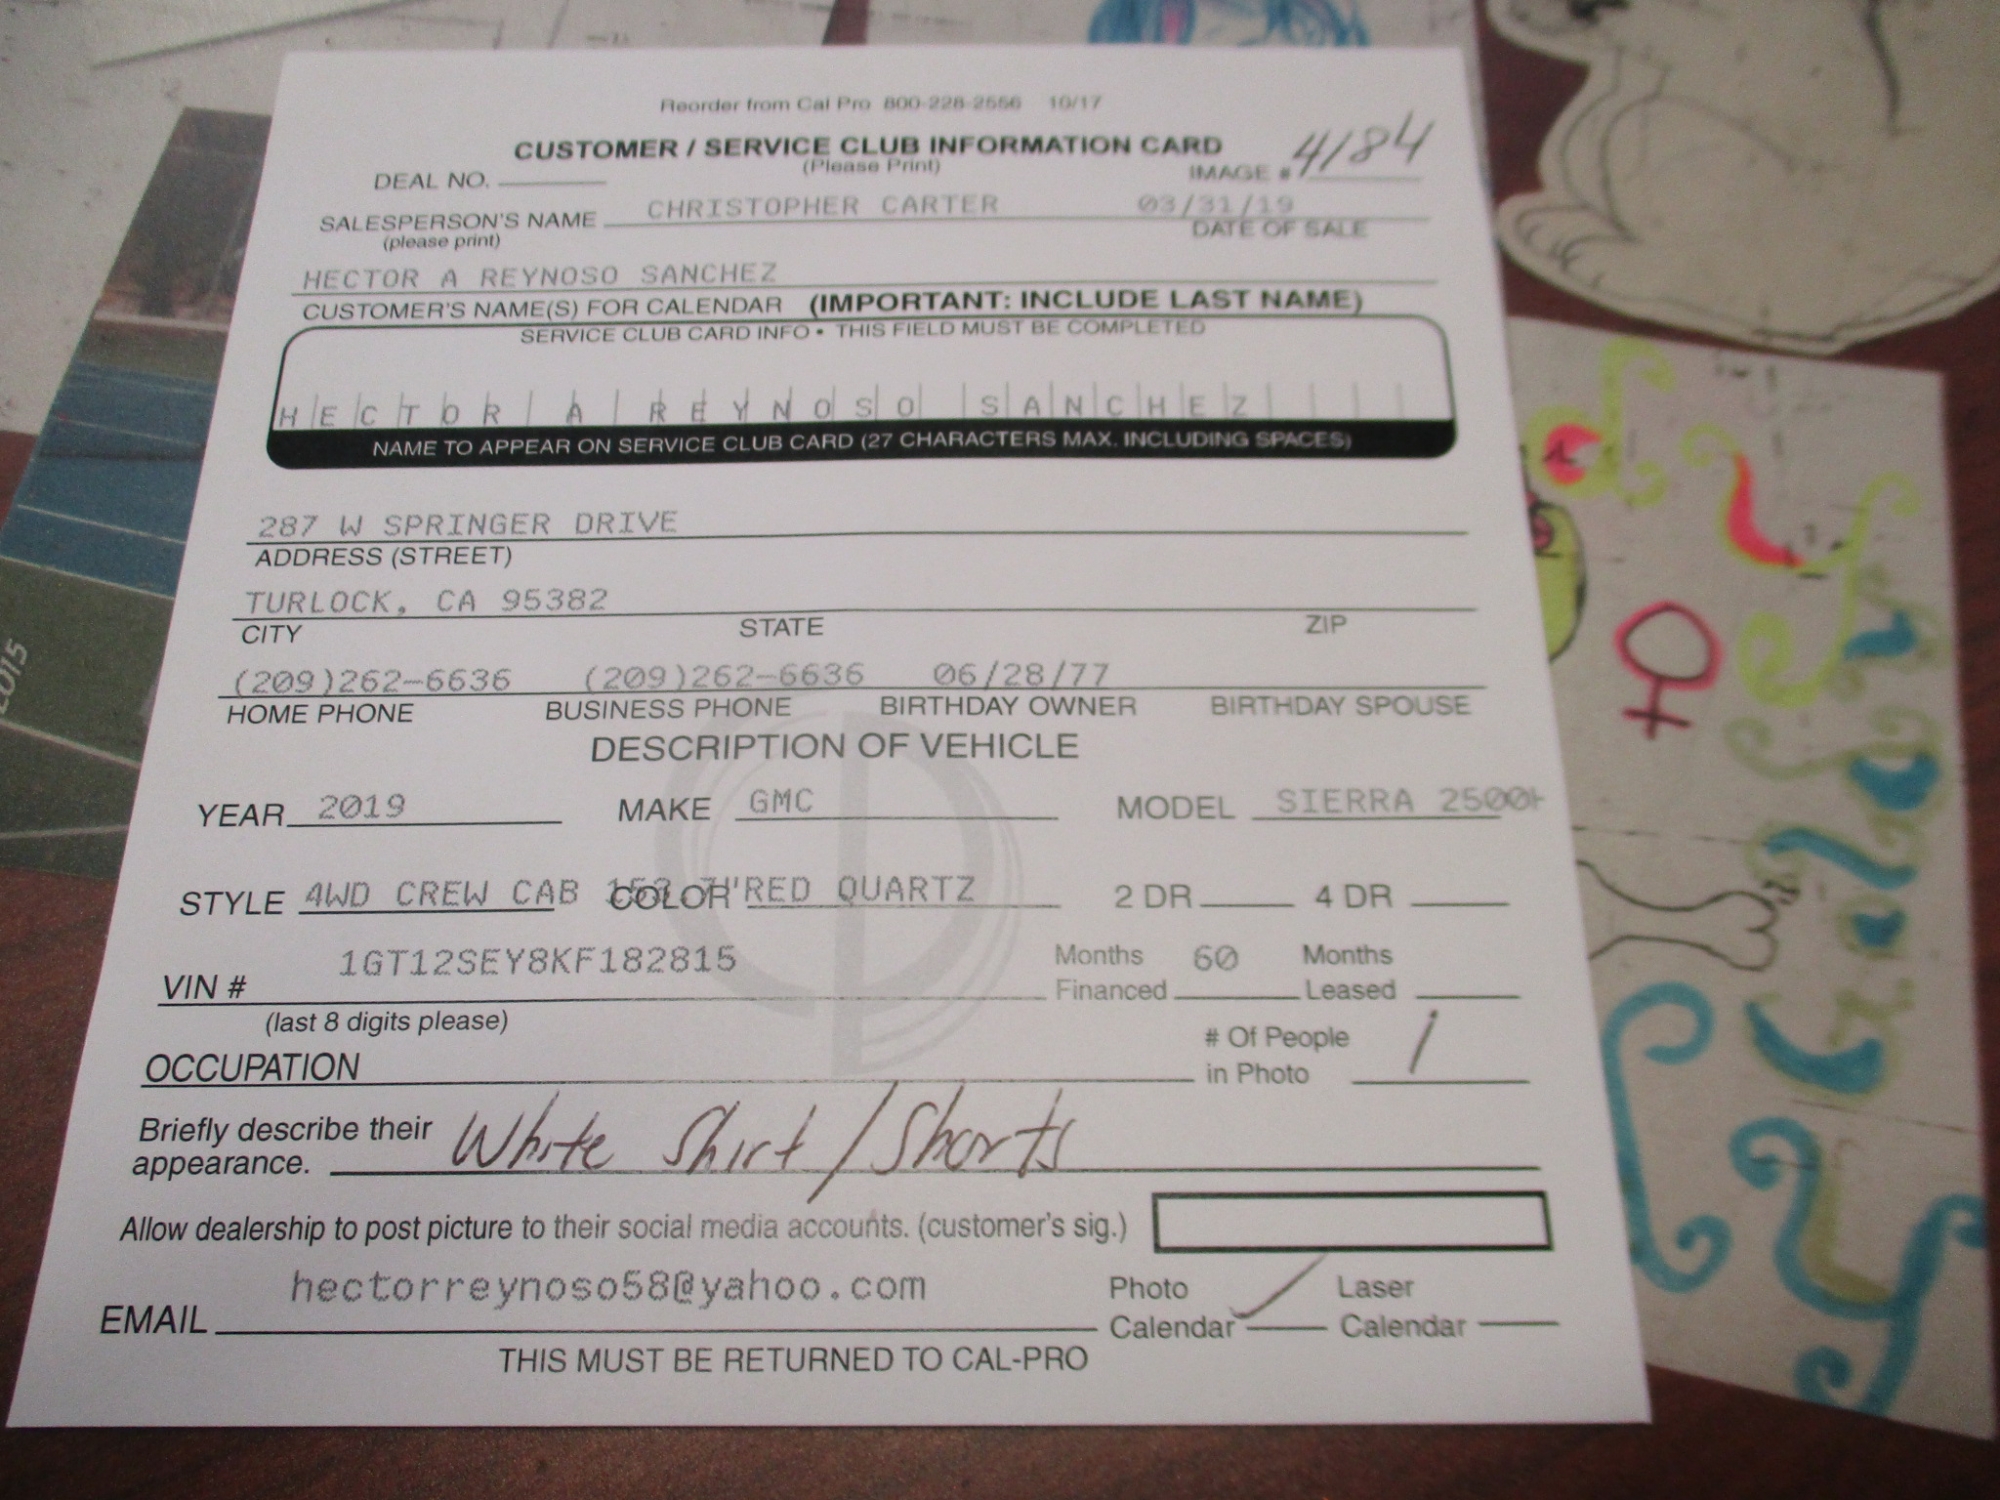 Reorder from Cal Pro 800-228-2556 10/17
CUSTOMER / SERVICE CLUB INFORMATION CARD
(Please Print)
DEAL NO. IMAGE # 4184
SALESPERSON'S NAME CHRISTOPHER CARTER 03/31/19
(please print) DATE OF SALE
HECTOR A REYNOSO SANCHEZ
CUSTOMER'S NAME(S) FOR CALENDAR (IMPORTANT: INCLUDE LAST NAME)
SERVICE CLUB CARD INFO • THIS FIELD MUST BE COMPLETED
HECTOR A REYNOSO SANCHEZ
NAME TO APPEAR ON SERVICE CLUB CARD (27 CHARACTERS MAX. INCLUDING SPACES)
287 W SPRINGER DRIVE
ADDRESS (STREET)
TURLOCK, CA 95382
CITY STATE ZIP
(209)262-6636 (209)262-6636 06/28/77
HOME PHONE BUSINESS PHONE BIRTHDAY OWNER BIRTHDAY SPOUSE
DESCRIPTION OF VEHICLE
YEAR 2019 MAKE GMC MODEL SIERRA 2500H
STYLE 4WD CREW CAB COLOR RED QUARTZ 2 DR 4 DR
1GT12SEY8KF182815 Months 60 Months
VIN # Financed Leased
(last 8 digits please) # Of People 1
OCCUPATION in Photo
Briefly describe their White Shirt / Shorts
appearance.
Allow dealership to post picture to their social media accounts. (customer's sig.)
hectorreynoso58@yahoo.com Photo Laser
EMAIL Calendar Calendar
THIS MUST BE RETURNED TO CAL-PRO
2015